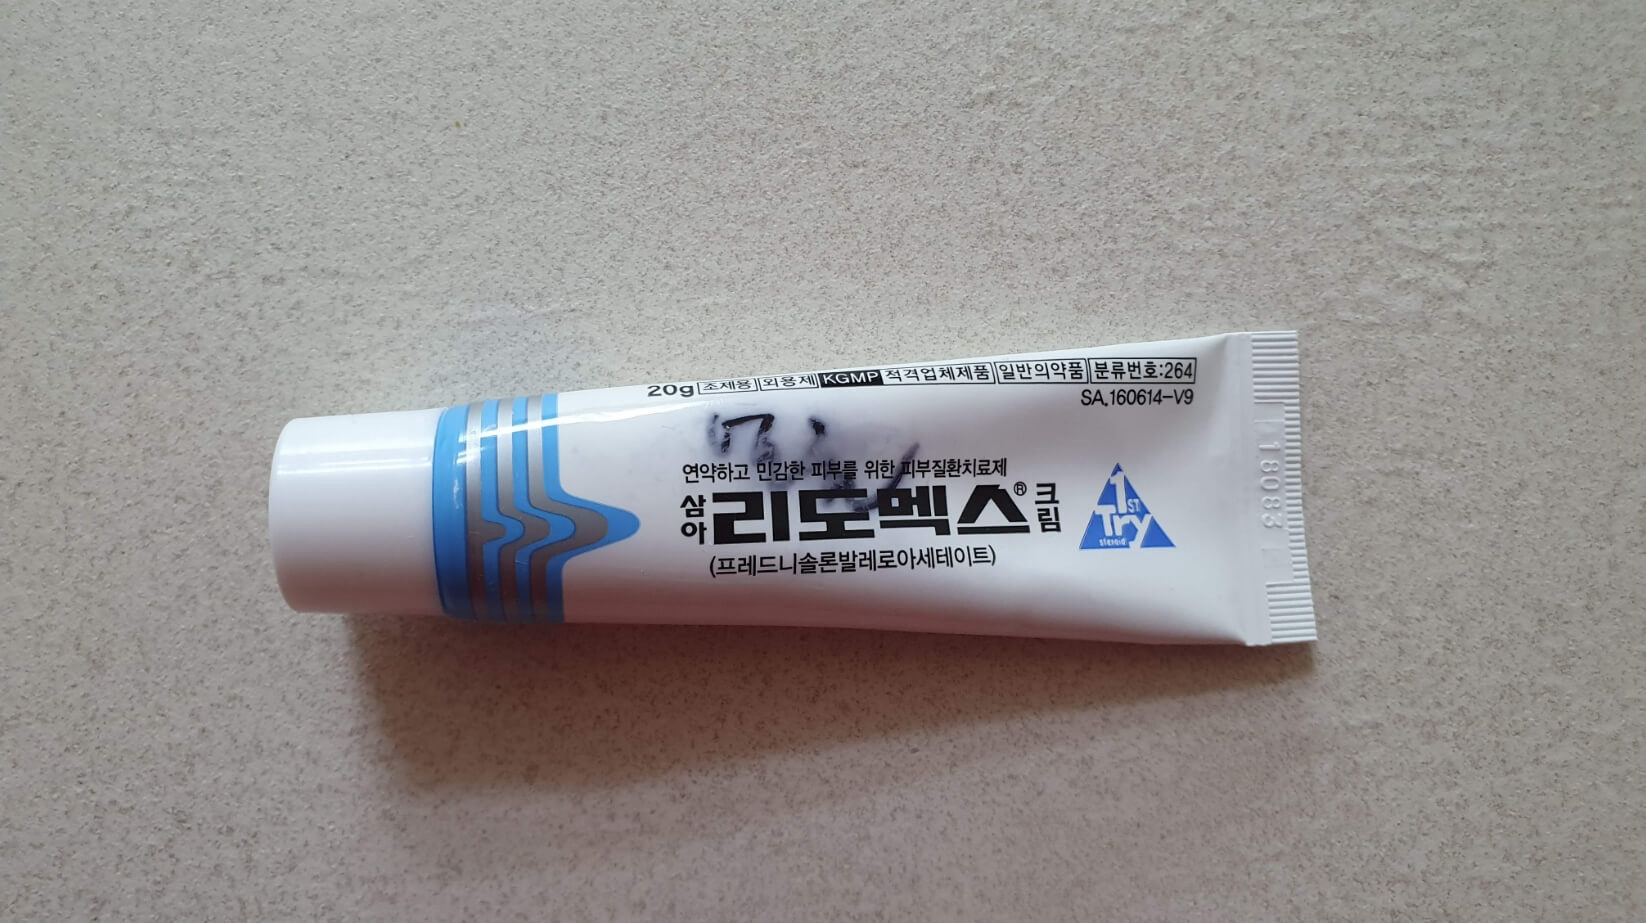 20g 조제용 외용제 KGMP 적격업체제품 일반의약품 분류번호:264
SA.160614-V9
연약하고 민감한 피부를 위한 피부질환치료제
삼아 리도멕스® 크림
(프레드니솔론발레로아세테이트)
1ST
Try
steroid
18083